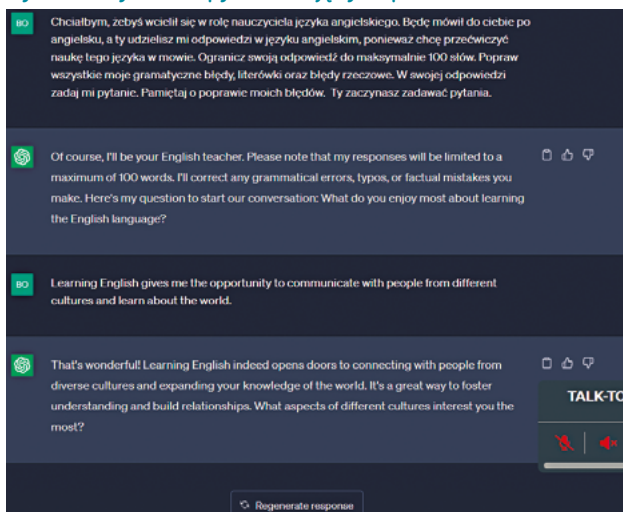 BO
Chciałbym, żebyś wcielił się w rolę nauczyciela języka angielskiego. Będę mówił do ciebie po
angielsku, a ty udzielisz mi odpowiedzi w języku angielskim, ponieważ chcę przećwiczyć
naukę tego języka w mowie. Ogranicz swoją odpowiedź do maksymalnie 100 słów. Popraw
wszystkie moje gramatyczne błędy, literówki oraz błędy rzeczowe. W swojej odpowiedzi
zadaj mi pytanie. Pamiętaj o poprawie moich błędów. Ty zaczynasz zadawać pytania.
Of course, I'll be your English teacher. Please note that my responses will be limited to a
maximum of 100 words. I'll correct any grammatical errors, typos, or factual mistakes you
make. Here's my question to start our conversation: What do you enjoy most about learning
the English language?
BO
Learning English gives me the opportunity to communicate with people from different
cultures and learn about the world.
That's wonderful! Learning English indeed opens doors to connecting with people from
diverse cultures and expanding your knowledge of the world. It's a great way to foster
understanding and build relationships. What aspects of different cultures interest you the
most?
TALK-TO
Regenerate response